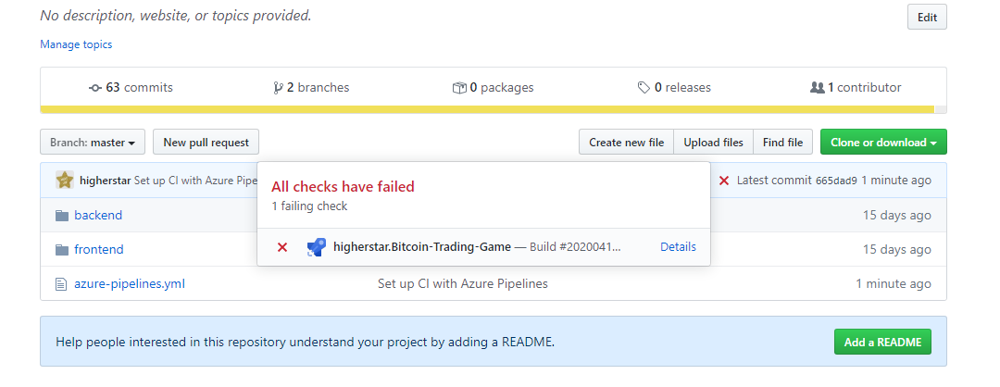 No description, website, or topics provided.
Edit
Manage topics
63 commits 2 branches 0 packages 0 releases 1 contributor
Branch: master New pull request Create new file Upload files Find file Clone or download
higherstar Set up CI with Azure Pipe Latest commit 665dad9 1 minute ago
All checks have failed
1 failing check
higherstar.Bitcoin-Trading-Game — Build #2020041... Details
backend 15 days ago
frontend 15 days ago
azure-pipelines.yml Set up CI with Azure Pipelines 1 minute ago
Help people interested in this repository understand your project by adding a README. Add a README